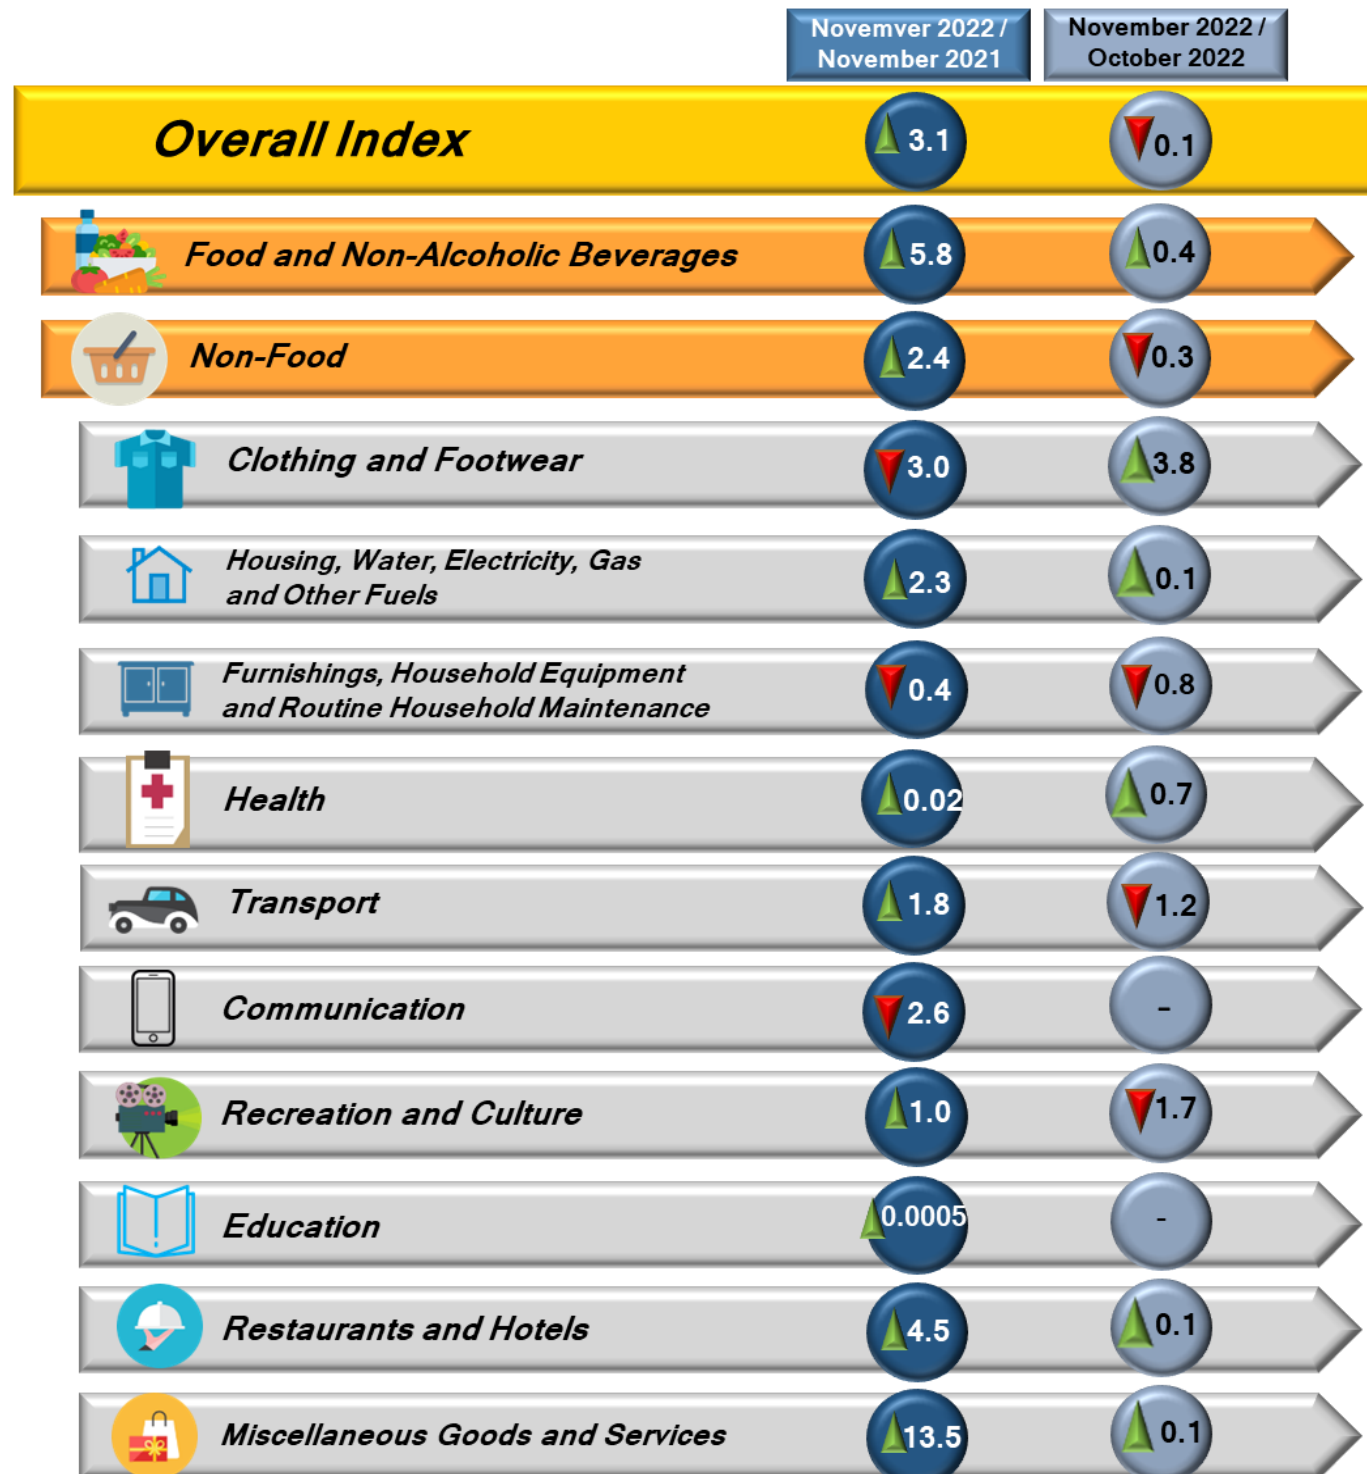 Novemver 2022 /
November 2021
November 2022 /
October 2022
Overall Index 3.1 0.1
Food and Non-Alcoholic Beverages 5.8 0.4
Non-Food 2.4 0.3
Clothing and Footwear 3.0 3.8
Housing, Water, Electricity, Gas
and Other Fuels 2.3 0.1
Furnishings, Household Equipment
and Routine Household Maintenance 0.4 0.8
Health 0.02 0.7
Transport 1.8 1.2
Communication 2.6 -
Recreation and Culture 1.0 1.7
Education 0.0005 -
Restaurants and Hotels 4.5 0.1
Miscellaneous Goods and Services 13.5 0.1